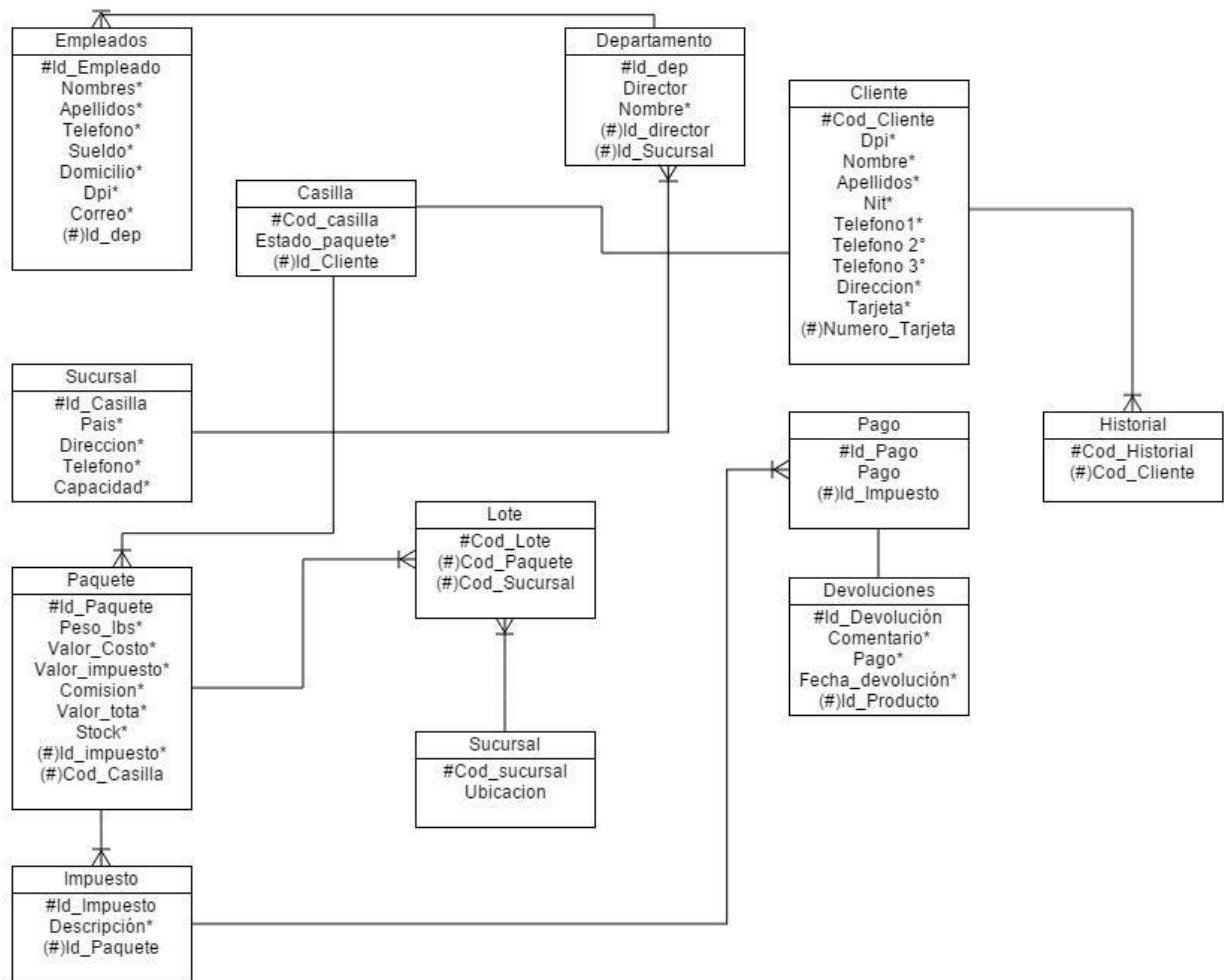 Empleados
#Id_Empleado
Nombres*
Apellidos*
Telefono*
Sueldo*
Domicilio*
Dpi*
Correo*
(#)Id_dep
Departamento
#Id_dep
Director
Nombre*
(#)Id_director
(#)Id_Sucursal
Cliente
#Cod_Cliente
Dpi*
Nombre*
Apellidos*
Nit*
Telefono1*
Telefono 2°
Telefono 3°
Direccion*
Tarjeta*
(#)Numero_Tarjeta
Casilla
#Cod_casilla
Estado_paquete*
(#)Id_Cliente
Sucursal
#Id_Casilla
Pais*
Direccion*
Telefono*
Capacidad*
Pago
#Id_Pago
Pago
(#)Id_Impuesto
Historial
#Cod_Historial
(#)Cod_Cliente
Lote
#Cod_Lote
(#)Cod_Paquete
(#)Cod_Sucursal
Paquete
#Id_Paquete
Peso_lbs*
Valor_Costo*
Valor_impuesto*
Comision*
Valor_tota*
Stock*
(#)Id_impuesto*
(#)Cod_Casilla
Devoluciones
#Id_Devolución
Comentario*
Pago*
Fecha_devolución*
(#)Id_Producto
Sucursal
#Cod_sucursal
Ubicacion
Impuesto
#Id_Impuesto
Descripción*
(#)Id_Paquete